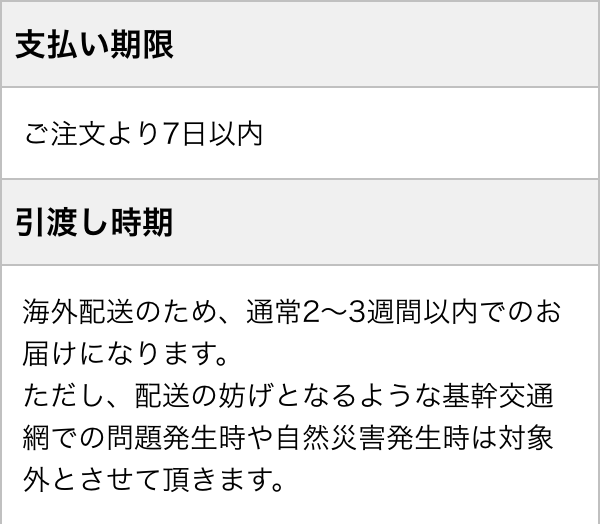 支払い期限
ご注文より7日以内
引渡し時期
海外配送のため、通常2〜3週間以内でのお
届けになります。
ただし、配送の妨げとなるような基幹交通
網での問題発生時や自然災害発生時は対象
外とさせて頂きます。